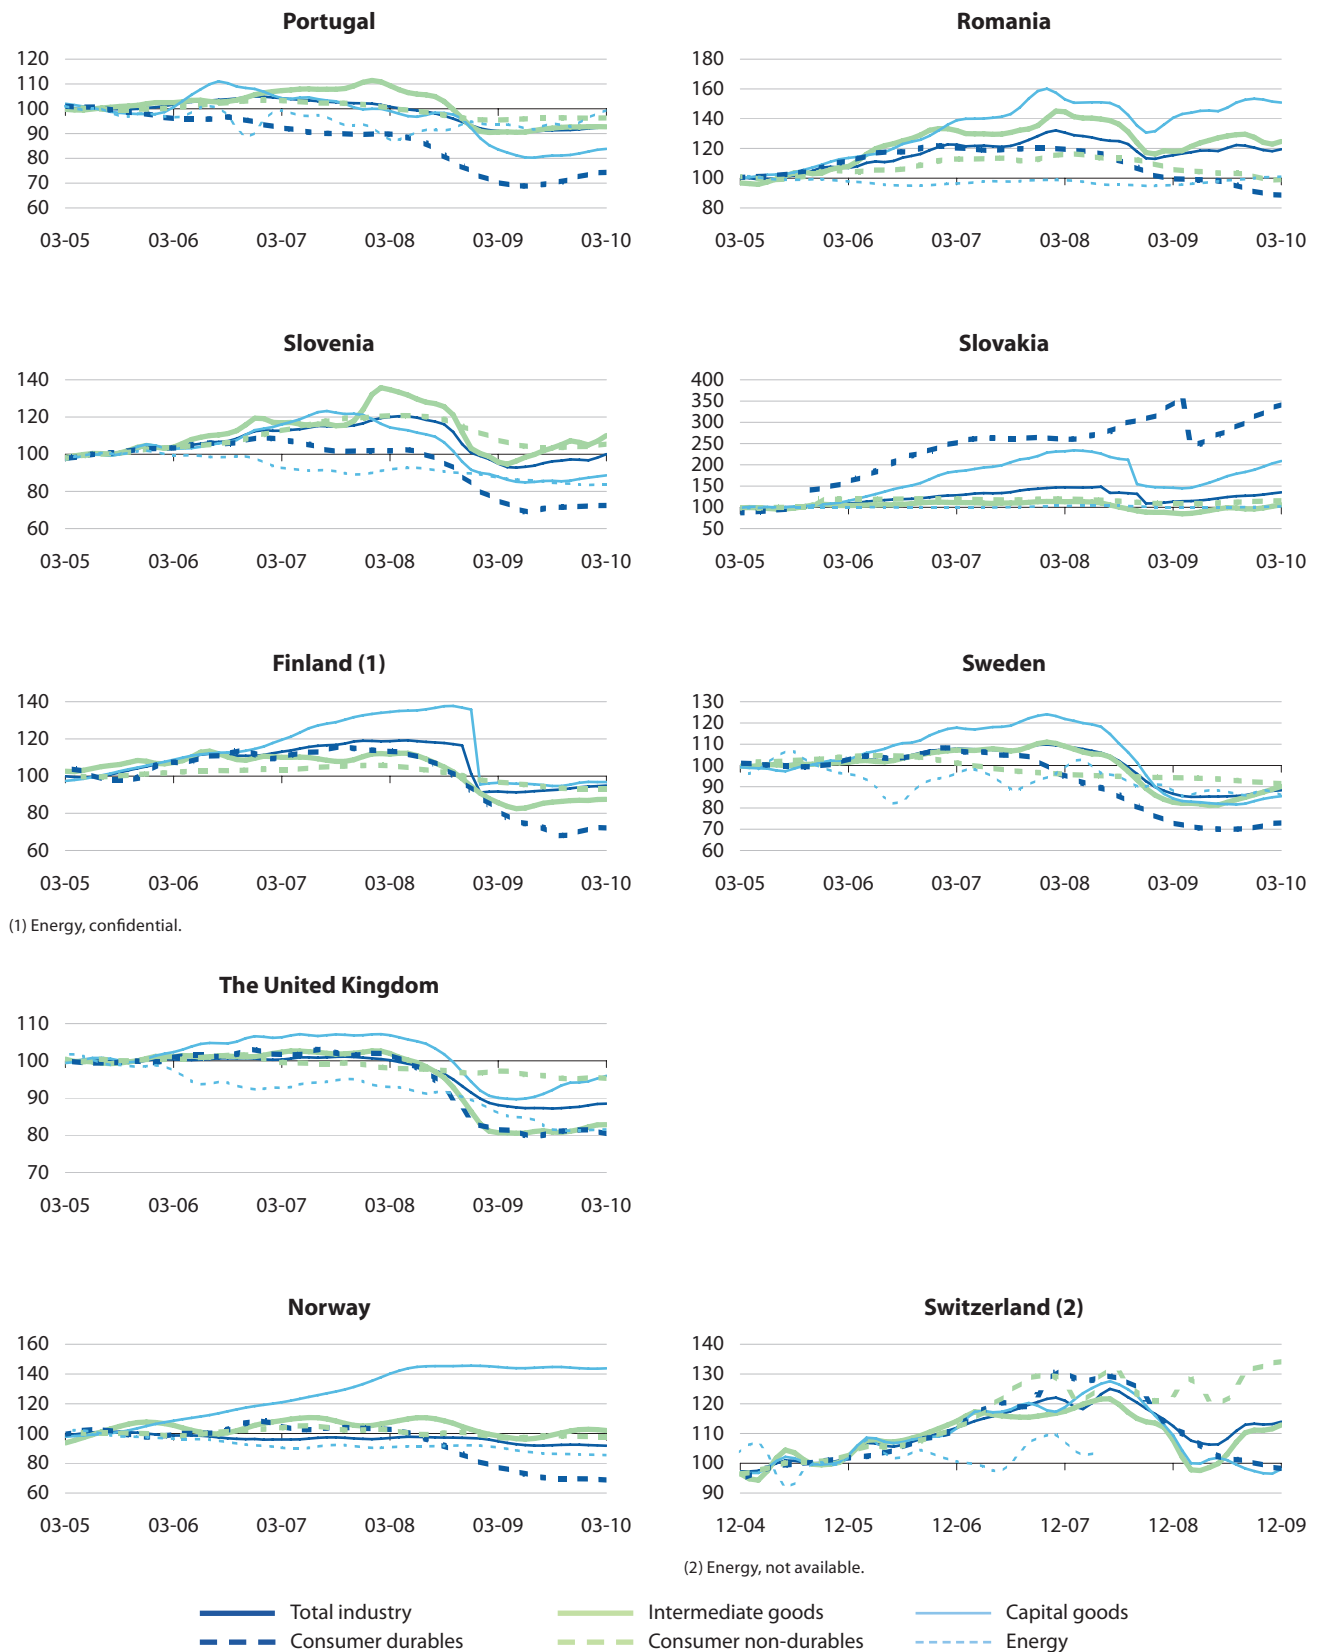 Portugal
120
110
100
90
80
70
60
03-05 03-06 03-07 03-08 03-09 03-10
Romania
180
160
140
120
100
80
03-05 03-06 03-07 03-08 03-09 03-10
Slovenia
140
120
100
80
60
03-05 03-06 03-07 03-08 03-09 03-10
Slovakia
400
350
300
250
200
150
100
50
03-05 03-06 03-07 03-08 03-09 03-10
Finland (1)
140
120
100
80
60
03-05 03-06 03-07 03-08 03-09 03-10
(1) Energy, confidential.
Sweden
130
120
110
100
90
80
70
60
03-05 03-06 03-07 03-08 03-09 03-10
The United Kingdom
110
100
90
80
70
03-05 03-06 03-07 03-08 03-09 03-10
Norway
160
140
120
100
80
60
03-05 03-06 03-07 03-08 03-09 03-10
Switzerland (2)
140
130
120
110
100
90
12-04 12-05 12-06 12-07 12-08 12-09
(2) Energy, not available.
Total industry Intermediate goods Capital goods
Consumer durables Consumer non-durables Energy